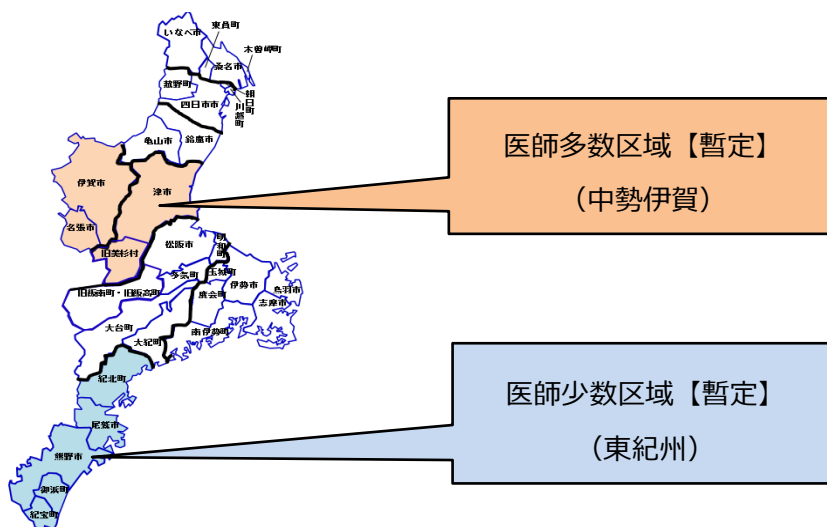 東員町
いなべ市
木曽岬町
桑名市
菰野町
朝日町
四日市市
川越町
亀山市
鈴鹿市
医師多数区域【暫定】
(中勢伊賀)
伊賀市
津市
名張市
旧美杉村
松阪市
明和町
多気町
玉城町
伊勢市
鳥羽市
旧飯南町・旧飯高町
度会町
志摩市
大台町
大紀町
南伊勢町
紀北町
医師少数区域【暫定】
(東紀州)
尾鷲市
熊野市
御浜町
紀宝町